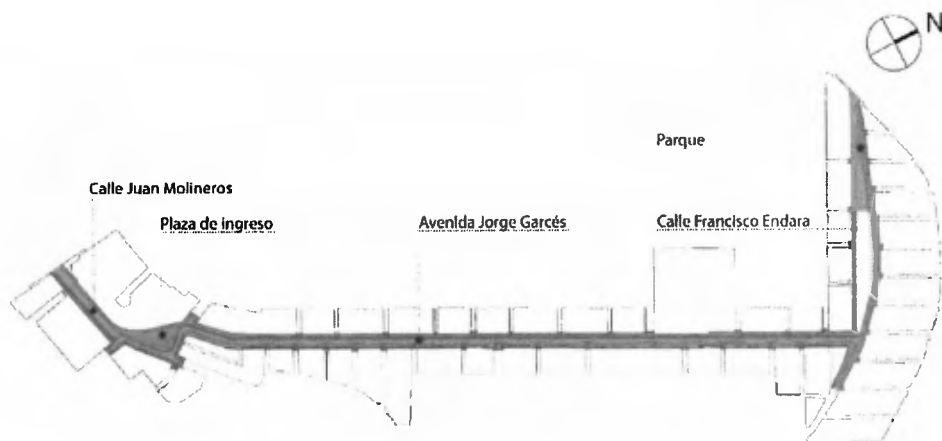 N
Parque
Calle Juan Molineros
Plaza de ingreso
Avenida Jorge Garcés
Calle Francisco Endara